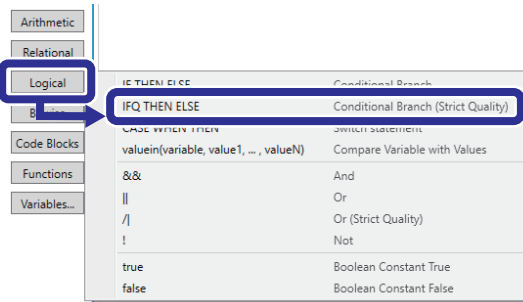 Arithmetic
Relational
Logical
Code Blocks
Functions
Variables...
IF THEN ELSE Conditional Branch
IFQ THEN ELSE Conditional Branch (Strict Quality)
CASE WHEN THEN Switch statement
valuein(variable, value1, ... , valueN) Compare Variable with Values
&& And
|| Or
/| Or (Strict Quality)
! Not
true Boolean Constant True
false Boolean Constant False